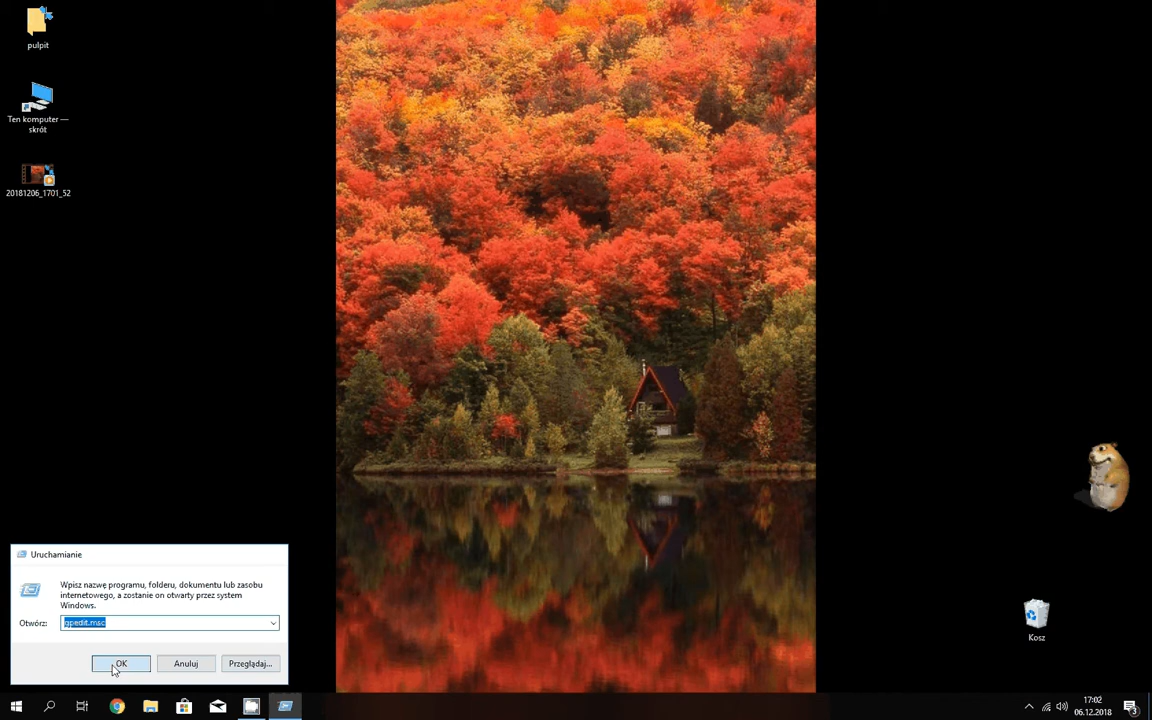 pulpit
Ten komputer —
skrót
20181206_1701_52
Uruchamianie
Wpisz nazwę programu, folderu, dokumentu lub zasobu
internetowego, a zostanie on otwarty przez system
Windows.
Otwórz:
gpedit.msc
OK
Anuluj
Przeglądaj...
Kosz
17:02
06.12.2018
3